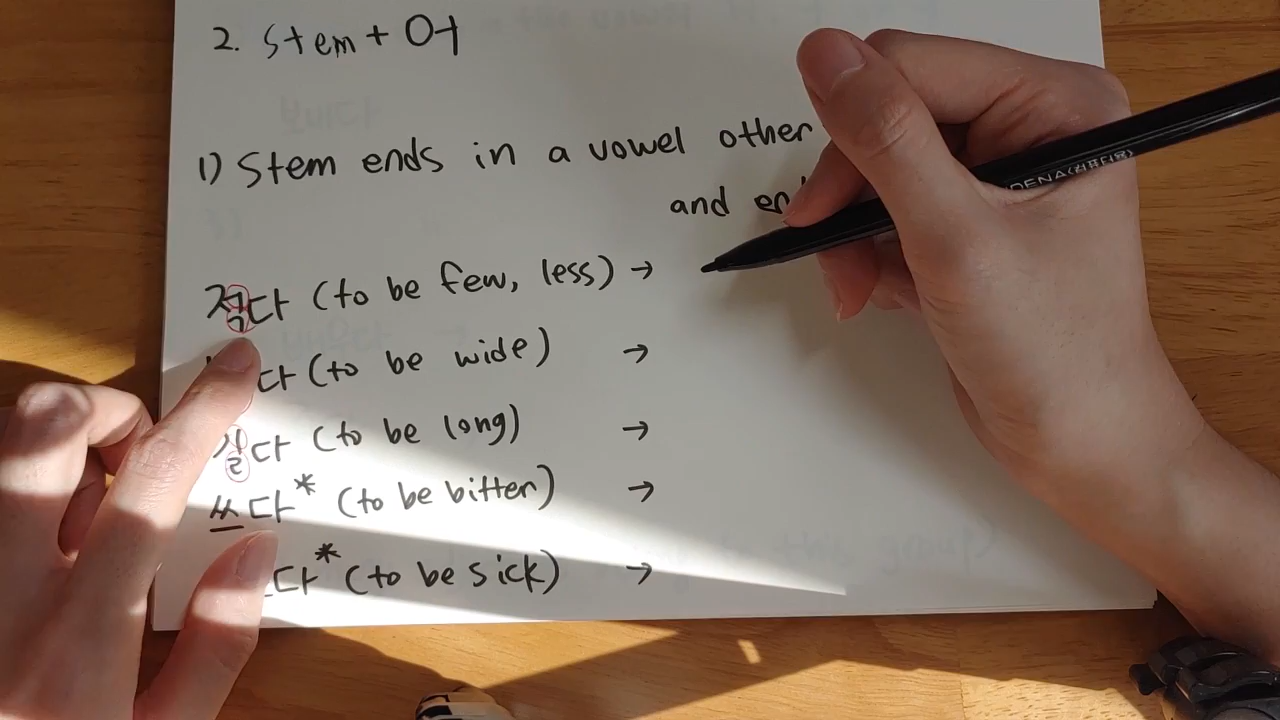 2. Stem + 어
1) Stem ends in a vowel other
and
적다 (to be few, less) →
다 (to be wide) →
길다 (to be long) →
쓰다* (to be bitter) →
다* (to be sick) →